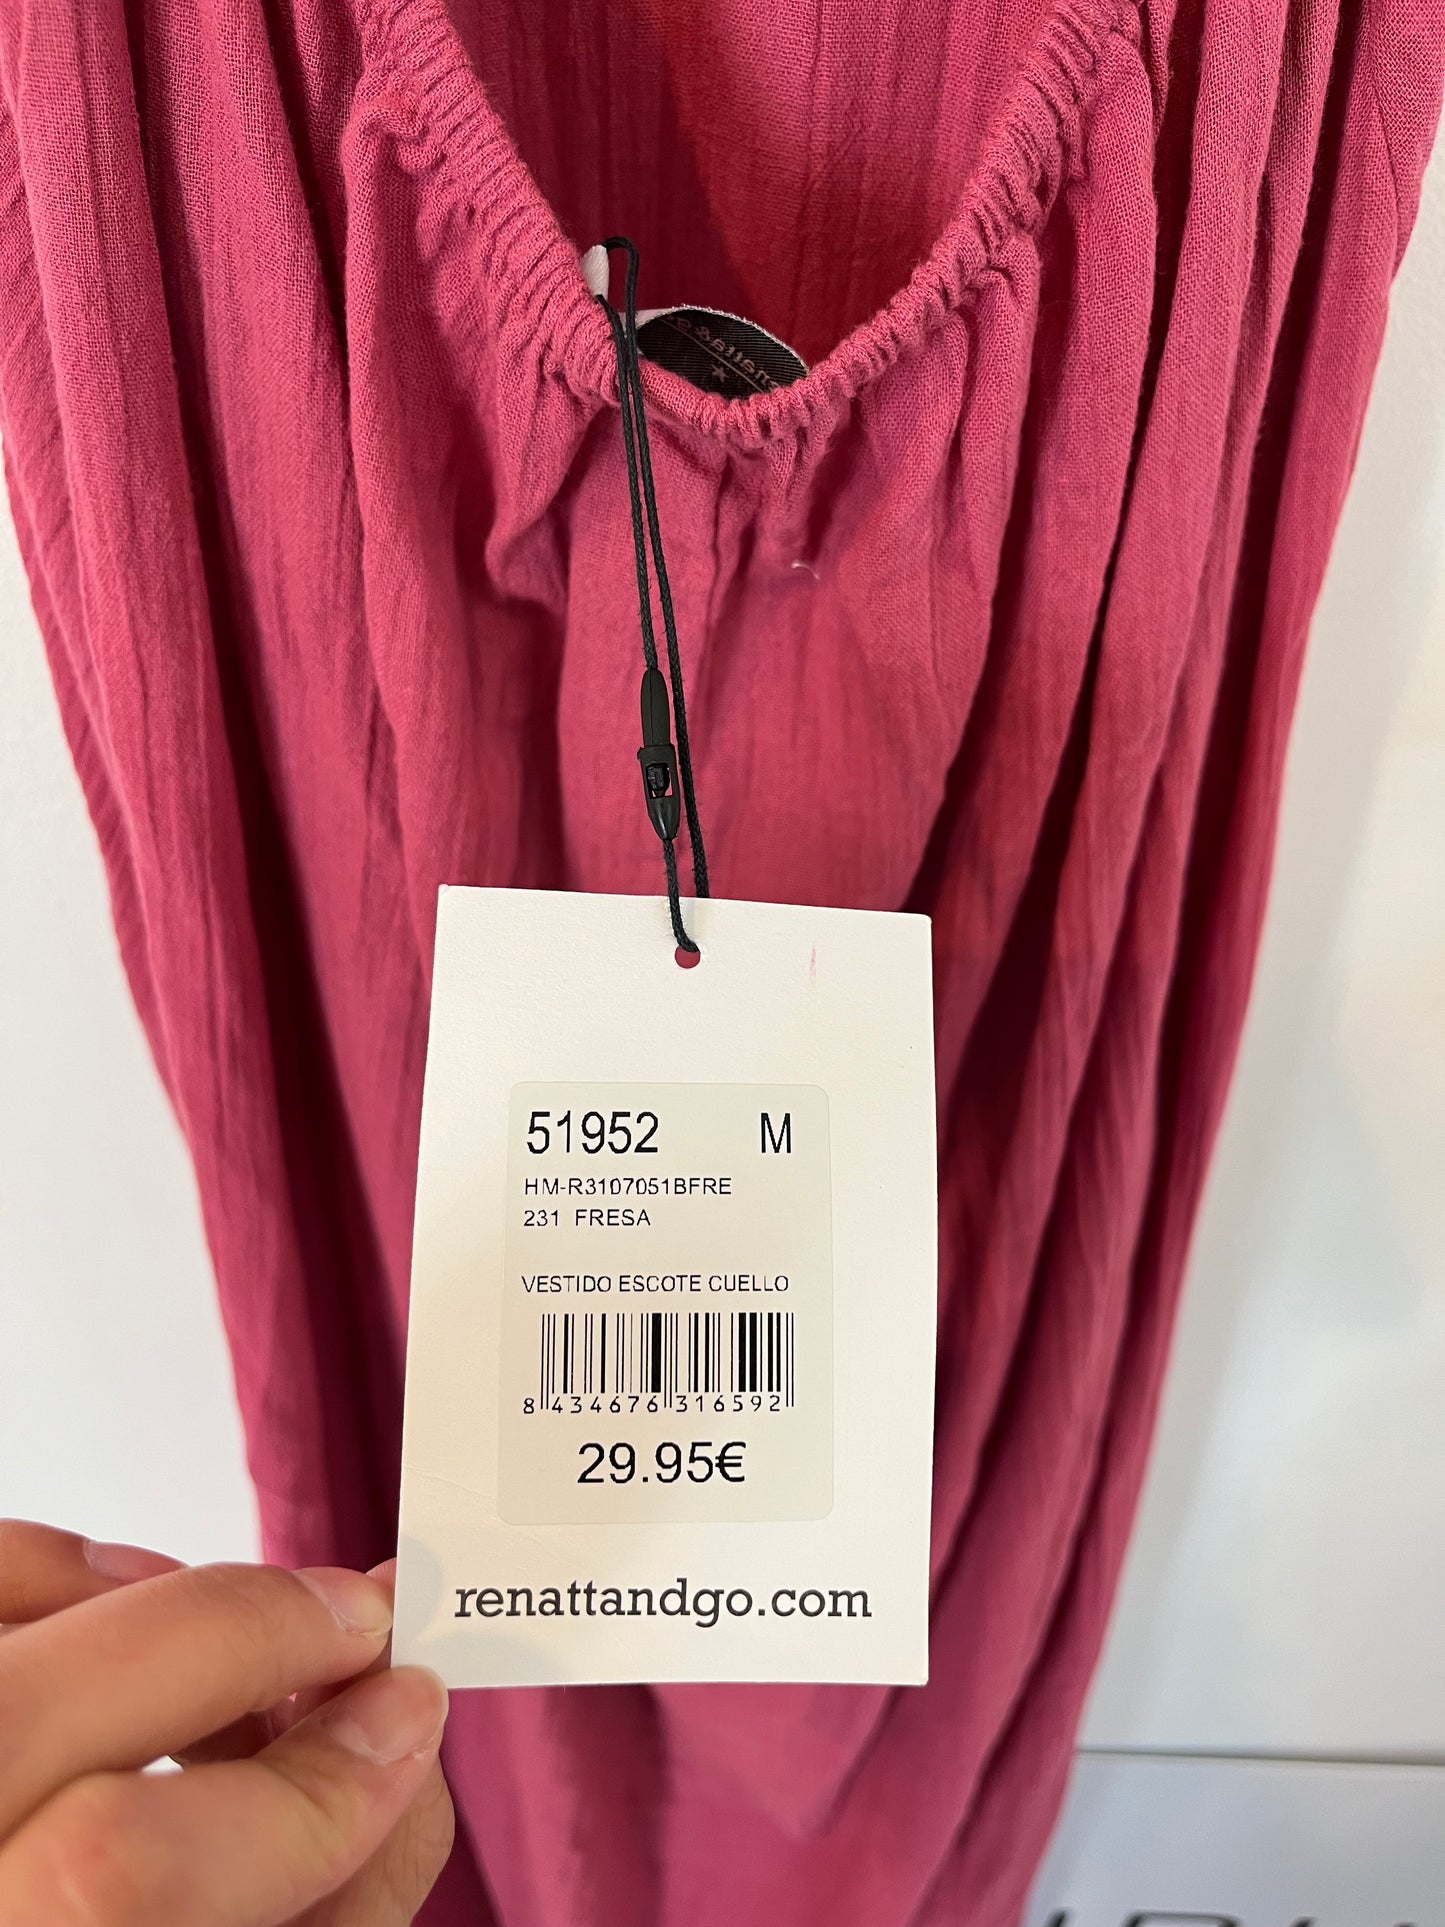 51952 M
HM-R3107051BFRE
231 FRESA
VESTIDO ESCOTE CUELLO
8 434676 316592
29.95€
renattandgo.com